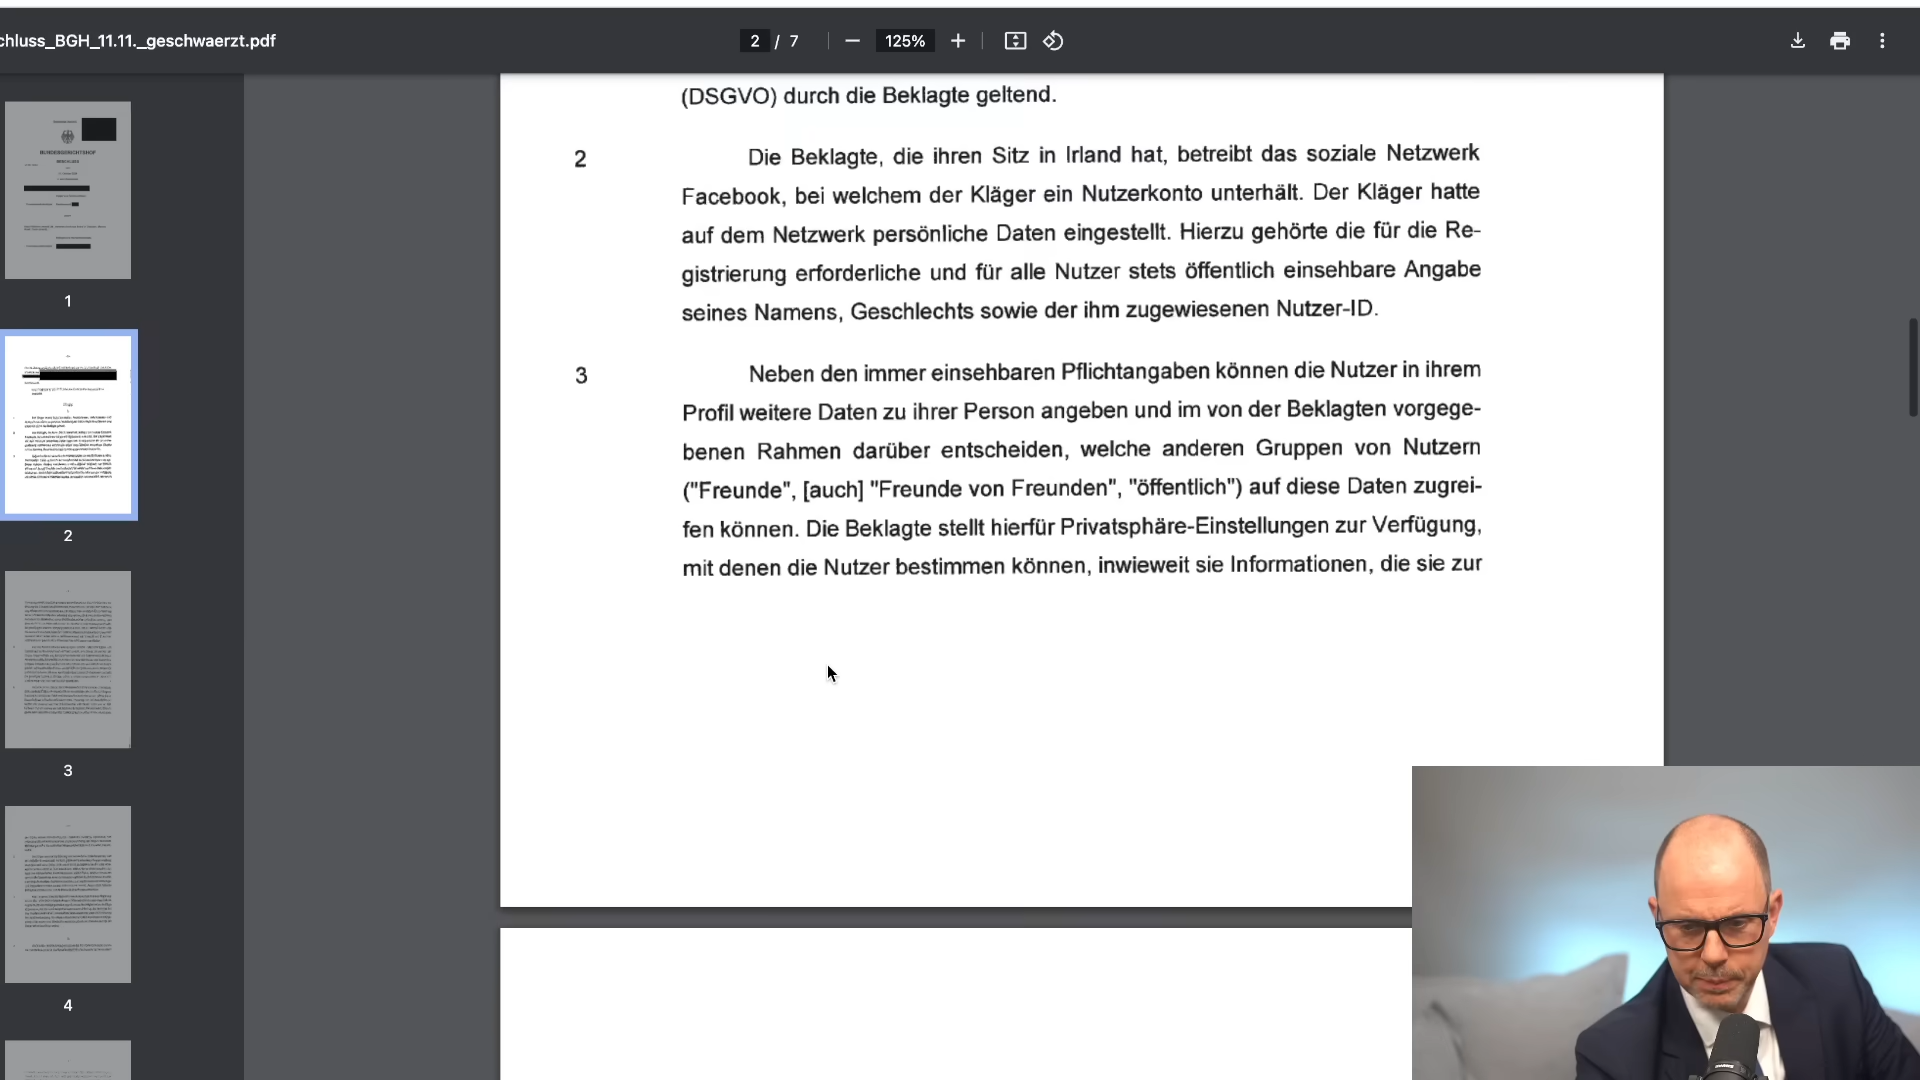 chluss_BGH_11.11._geschwaerzt.pdf
2 / 7
125%
(DSGVO) durch die Beklagte geltend.
2 Die Beklagte, die ihren Sitz in Irland hat, betreibt das soziale Netzwerk
Facebook, bei welchem der Kläger ein Nutzerkonto unterhält. Der Kläger hatte
auf dem Netzwerk persönliche Daten eingestellt. Hierzu gehörte die für die Re-
gistrierung erforderliche und für alle Nutzer stets öffentlich einsehbare Angabe
seines Namens, Geschlechts sowie der ihm zugewiesenen Nutzer-ID.
3 Neben den immer einsehbaren Pflichtangaben können die Nutzer in ihrem
Profil weitere Daten zu ihrer Person angeben und im von der Beklagten vorgege-
benen Rahmen darüber entscheiden, welche anderen Gruppen von Nutzern
("Freunde", [auch] "Freunde von Freunden", "öffentlich") auf diese Daten zugrei-
fen können. Die Beklagte stellt hierfür Privatsphäre-Einstellungen zur Verfügung,
mit denen die Nutzer bestimmen können, inwieweit sie Informationen, die sie zur
BUNDESGERICHTSHOF
BESCHLUSS
1
2
3
4